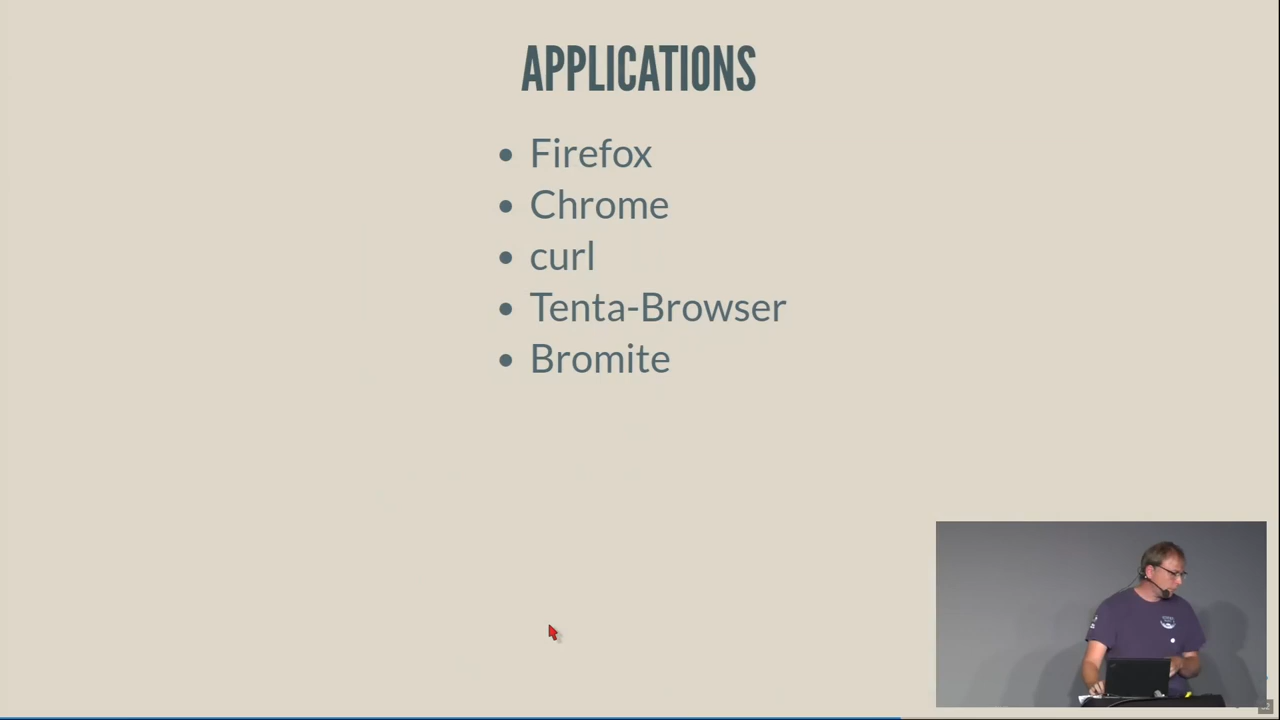 APPLICATIONS
• Firefox
• Chrome
• curl
• Tenta-Browser
• Bromite